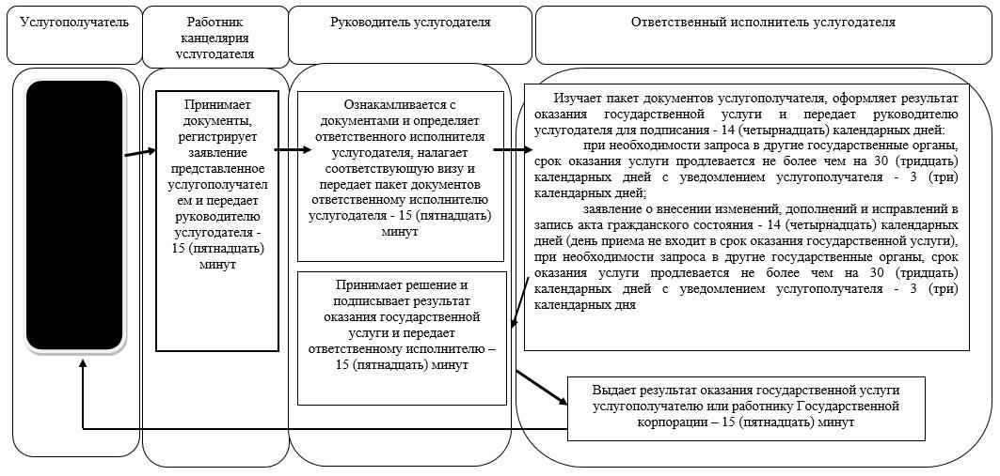 Услугополучатель
Работник
канцелярия
услугодателя
Руководитель услугодателя
Ответственный исполнитель услугодателя
Принимает
документы,
регистрирует
заявление
представленное
услугополучател
ем и передает
руководителю
услугодателя -
15 (пятнадцать)
минут
Ознакамливается с
документами и определяет
ответственного исполнителя
услугодателя, налагает
соответствующую визу и
передает пакет документов
ответственному исполнителю
услугодателя - 15 (пятнадцать)
минут
Принимает решение и
подписывает результат
оказания государственной
услуги и передает
ответственному исполнителю –
15 (пятнадцать) минут
Изучает пакет документов услугополучателя, оформляет результат
оказания государственной услуги и передает руководителю
услугодателя для подписания - 14 (четырнадцать) календарных дней:
при необходимости запроса в другие государственные органы,
срок оказания услуги продлевается не более чем на 30 (тридцать)
календарных дней с уведомлением услугополучателя - 3 (три)
календарных дней;
заявление о внесении изменений, дополнений и исправлений в
запись акта гражданского состояния - 14 (четырнадцать) календарных
дней (день приема не входит в срок оказания государственной услуги),
при необходимости запроса в другие государственные органы, срок
оказания услуги продлевается не более чем на 30 (тридцать)
календарных дней с уведомлением услугополучателя - 3 (три)
календарных дня
Выдает результат оказания государственной услуги
услугополучателю или работнику Государственной
корпорации – 15 (пятнадцать) минут